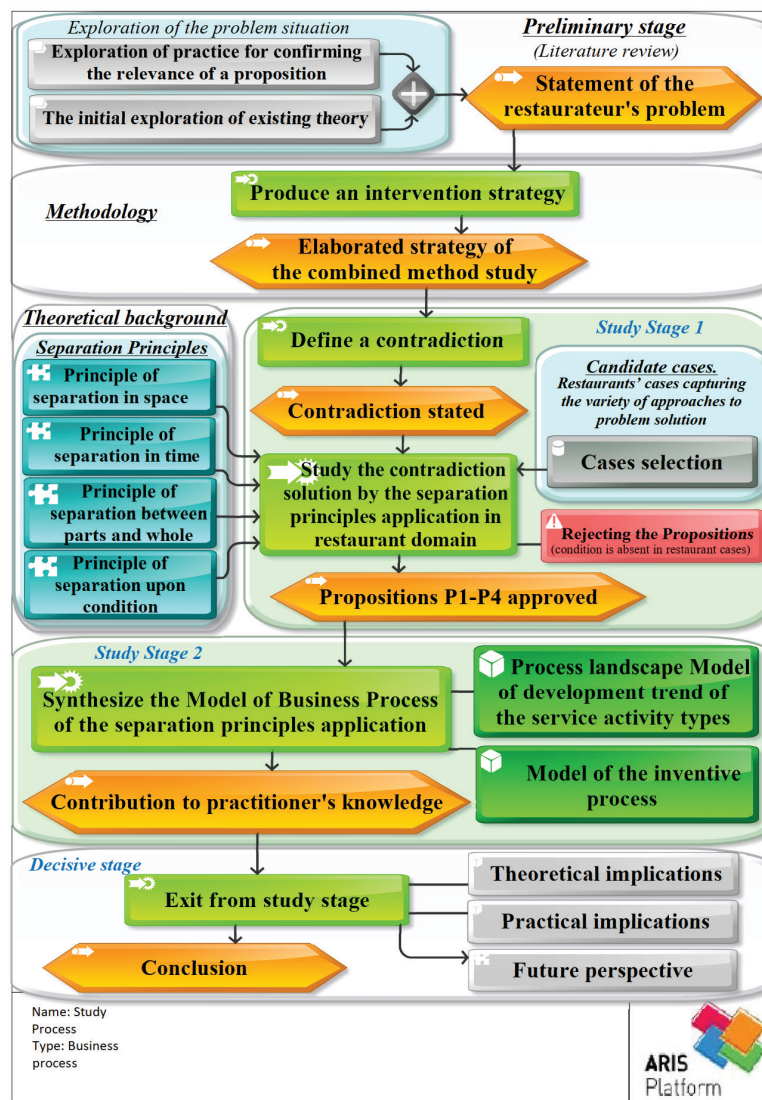 Exploration of the problem situation
Preliminary stage
(Literature review)
Exploration of practice for confirming
the relevance of a proposition
The initial exploration of existing theory
Statement of the
restaurateur's problem
Produce an intervention strategy
Methodology
Elaborated strategy of
the combined method study
Theoretical background
Separation Principles
Principle of
separation in space
Principle of
separation in time
Principle of
separation between
parts and whole
Principle of
separation upon
condition
Study Stage 1
Define a contradiction
Contradiction stated
Candidate cases.
Restaurants' cases capturing
the variety of approaches to
problem solution
Cases selection
Study the contradiction
solution by the separation
principles application in
restaurant domain
Rejecting the Propositions
(condition is absent in restaurant cases)
Propositions P1-P4 approved
Study Stage 2
Synthesize the Model of Business Process
of the separation principles application
Process landscape Model
of development trend of
the service activity types
Model of the inventive
process
Contribution to practitioner's knowledge
Decisive stage
Exit from study stage
Theoretical implications
Practical implications
Future perspective
Conclusion
Name: Study
Process
Type: Business
process
ARIS
Platform